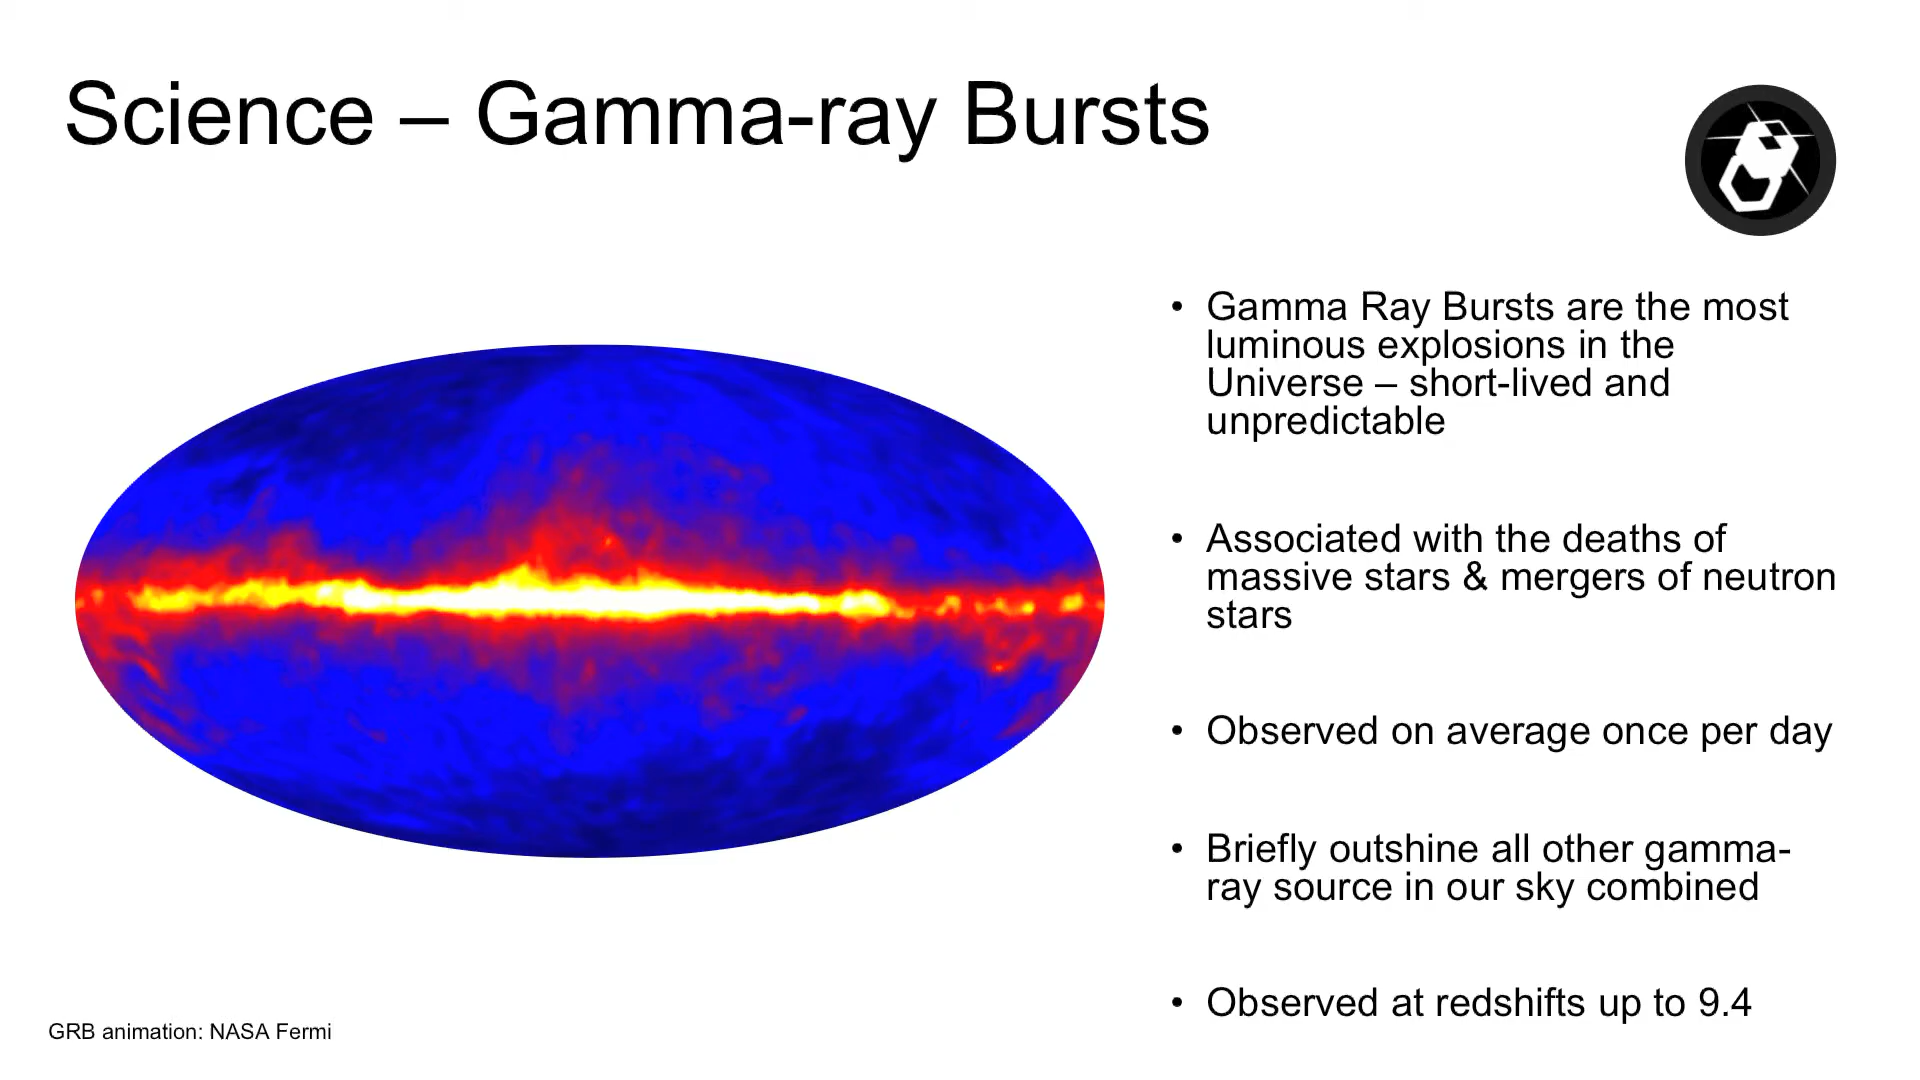 Science – Gamma-ray Bursts
• Gamma Ray Bursts are the most
luminous explosions in the
Universe – short-lived and
unpredictable
• Associated with the deaths of
massive stars & mergers of neutron
stars
• Observed on average once per day
• Briefly outshine all other gamma-
ray source in our sky combined
• Observed at redshifts up to 9.4
GRB animation: NASA Fermi